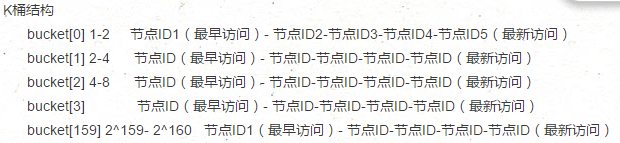 K桶结构
bucket[0] 1-2 节点ID1（最早访问）- 节点ID2-节点ID3-节点ID4-节点ID5（最新访问）
bucket[1] 2-4 节点ID（最早访问）- 节点ID-节点ID-节点ID-节点ID（最新访问）
bucket[2] 4-8 节点ID（最早访问）- 节点ID-节点ID-节点ID-节点ID（最新访问）
bucket[3] 节点ID（最早访问）- 节点ID-节点ID-节点ID-节点ID（最新访问）
bucket[159] 2^159- 2^160 节点ID1（最早访问）- 节点ID-节点ID-节点ID-节点ID（最新访问）